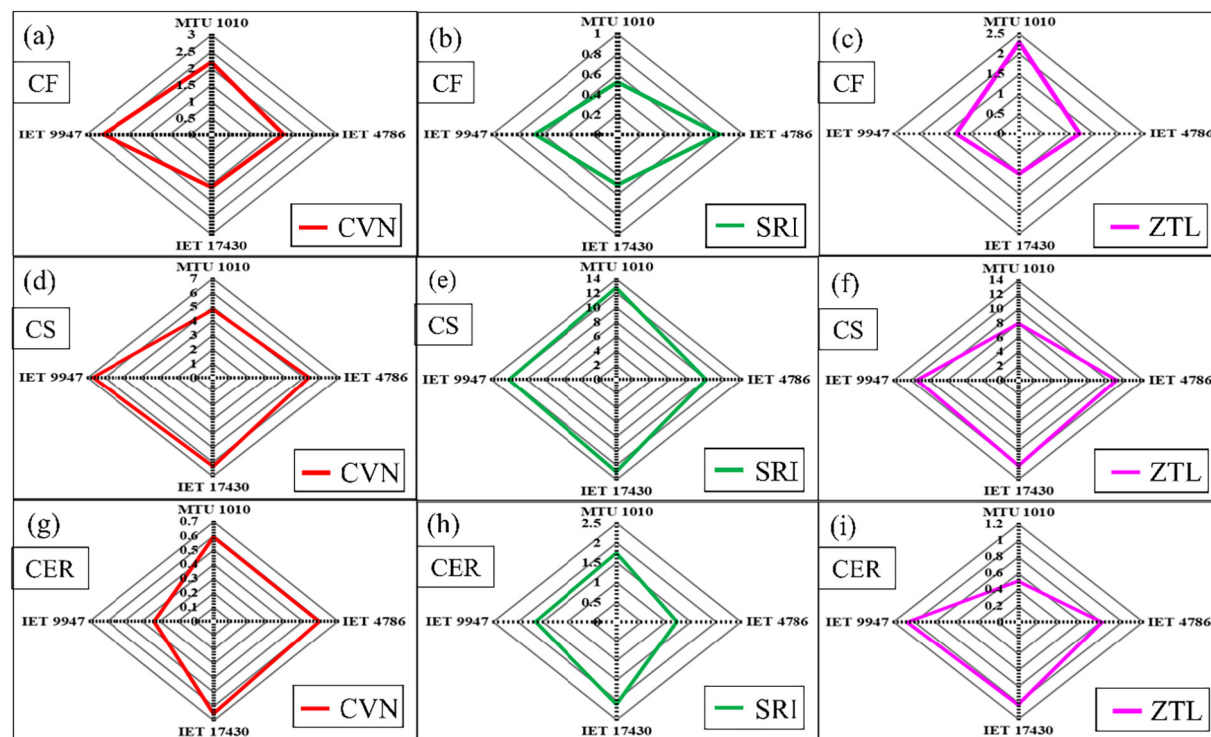 (a)
CF
MTU 1010
3
2.5
2
1.5
1
0.5
0
IET 9947
IET 4786
IET 17430
CVN
(b)
CF
MTU 1010
1
0.8
0.6
0.4
0.2
0
IET 9947
IET 4786
IET 17430
SRI
(c)
CF
MTU 1010
2.5
2
1.5
1
0.5
0
IET 9947
IET 4786
IET 17430
ZTL
(d)
CS
MTU 1010
7
6
5
4
3
2
1
0
IET 9947
IET 4786
IET 17430
CVN
(e)
CS
MTU 1010
14
12
10
8
6
4
2
0
IET 9947
IET 4786
IET 17430
SRI
(f)
CS
MTU 1010
14
12
10
8
6
4
2
0
IET 9947
IET 4786
IET 17430
ZTL
(g)
CER
MTU 1010
0.7
0.6
0.5
0.4
0.3
0.2
0.1
0
IET 9947
IET 4786
IET 17430
CVN
(h)
CER
MTU 1010
2.5
2
1.5
1
0.5
0
IET 9947
IET 4786
IET 17430
SRI
(i)
CER
MTU 1010
1.2
1
0.8
0.6
0.4
0.2
0
IET 9947
IET 4786
IET 17430
ZTL